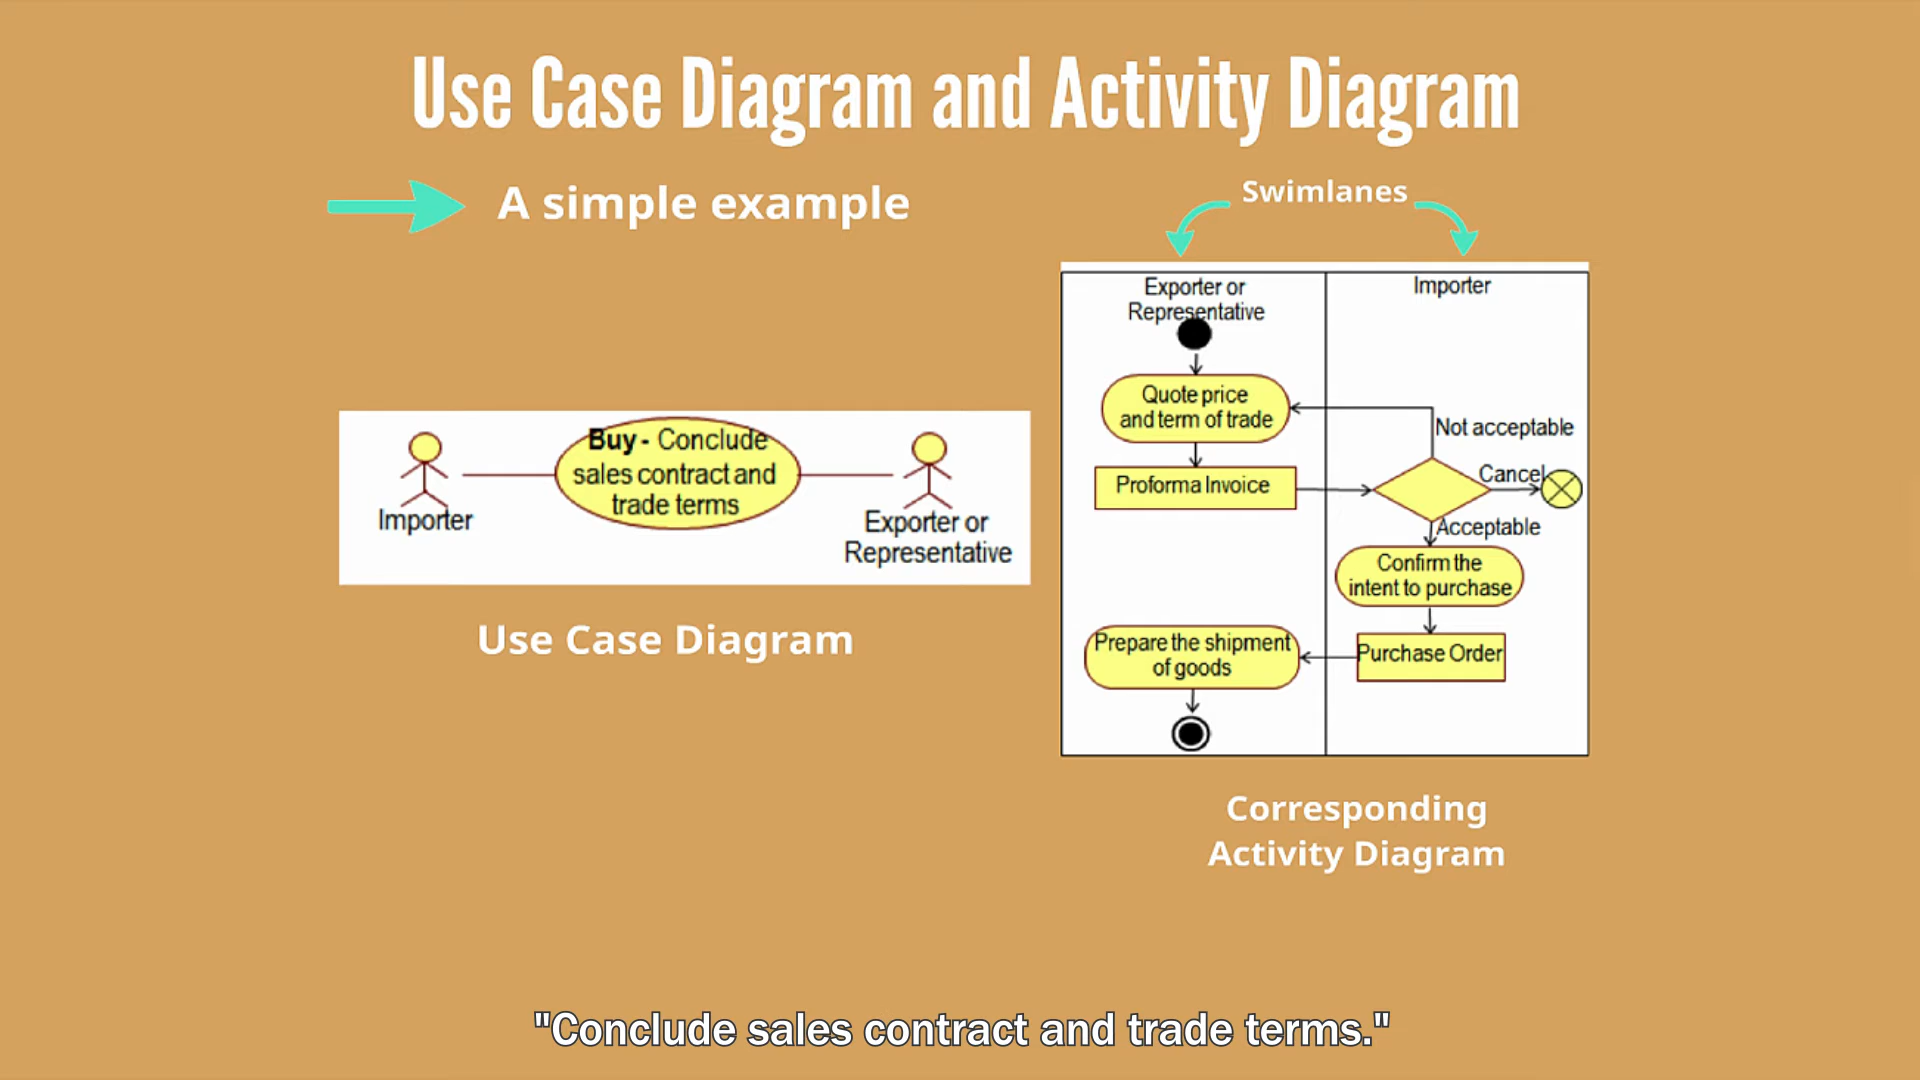 Use Case Diagram and Activity Diagram
A simple example
Swimlanes
Buy - Conclude
sales contract and
trade terms
Importer
Exporter or
Representative
Use Case Diagram
Exporter or
Representative
Importer
Quote price
and term of trade
Not acceptable
Proforma Invoice
Cancel
Acceptable
Confirm the
intent to purchase
Prepare the shipment
of goods
Purchase Order
Corresponding
Activity Diagram
"Conclude sales contract and trade terms."